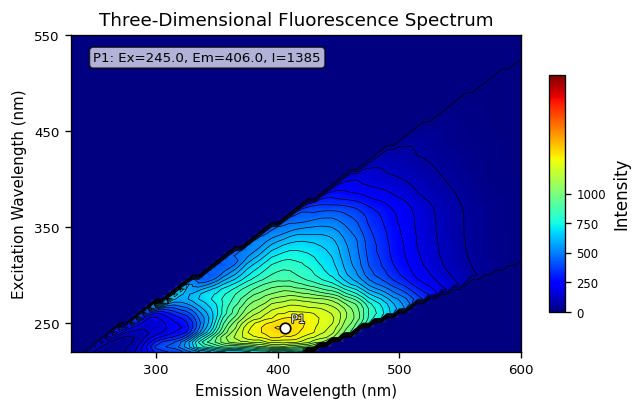 Three-Dimensional Fluorescence Spectrum
P1: Ex=245.0, Em=406.0, I=1385
550
450
350
250
Excitation Wavelength (nm)
P1
300
400
500
600
Emission Wavelength (nm)
1000
750
500
250
0
Intensity